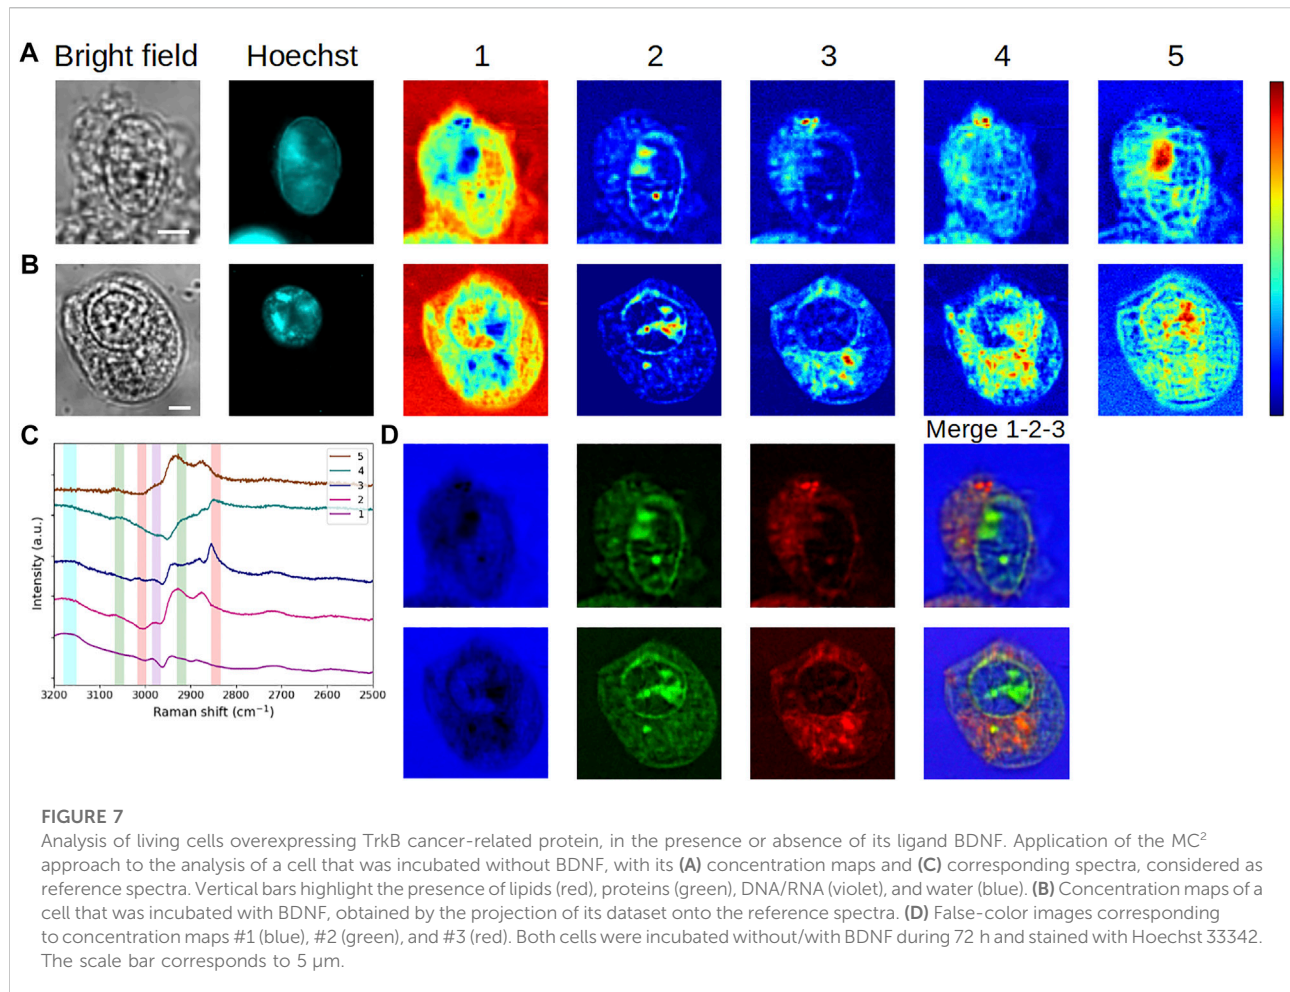 A Bright field Hoechst 1 2 3 4 5
B
C D Merge 1-2-3
5
4
3
2
1
Intensity (a.u.)
3200 3100 3000 2900 2800 2700 2600 2500
Raman shift (cm⁻¹)
FIGURE 7
Analysis of living cells overexpressing TrkB cancer-related protein, in the presence or absence of its ligand BDNF. Application of the MC²
approach to the analysis of a cell that was incubated without BDNF, with its (A) concentration maps and (C) corresponding spectra, considered as
reference spectra. Vertical bars highlight the presence of lipids (red), proteins (green), DNA/RNA (violet), and water (blue). (B) Concentration maps of a
cell that was incubated with BDNF, obtained by the projection of its dataset onto the reference spectra. (D) False-color images corresponding
to concentration maps #1 (blue), #2 (green), and #3 (red). Both cells were incubated without/with BDNF during 72 h and stained with Hoechst 33342.
The scale bar corresponds to 5 μm.